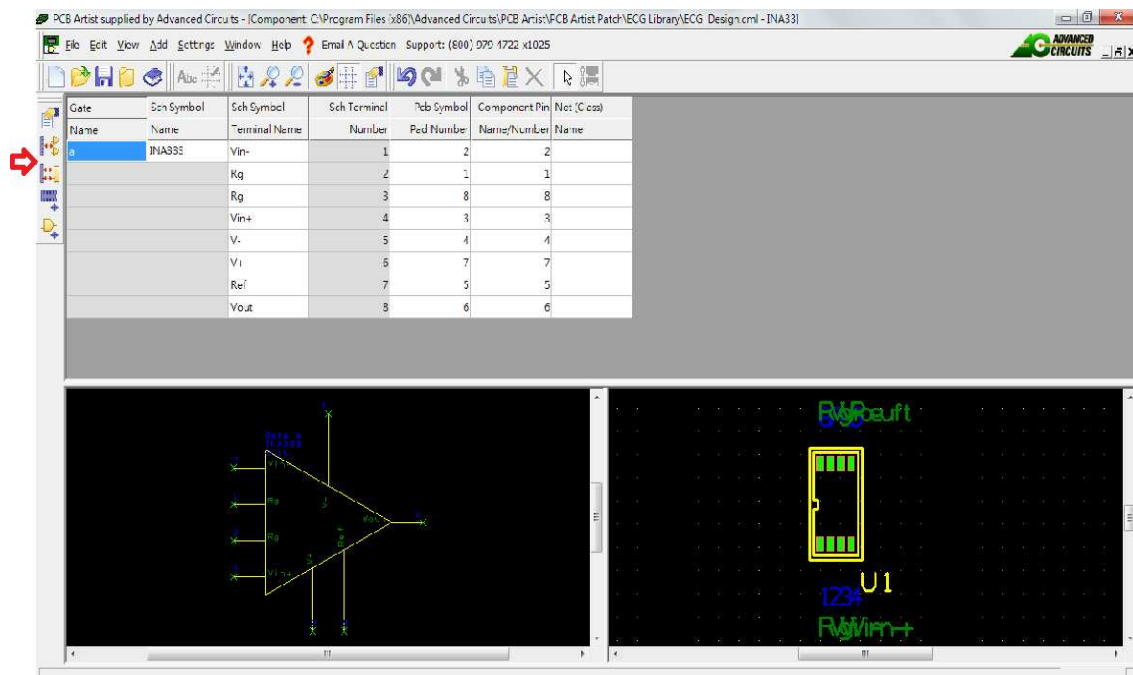 PCB Artist supplied by Advanced Circuits - [Component: C:\Program Files (x86)\Advanced Circuits\PCB Artist\PCB Artist Patch\ECG Library\ECG Design.cml - INA33]
File Edit View Add Settings Window Help ? Email A Question Support: (800) 979 4722 x1025
ADVANCED
CIRCUITS
Abc
Gate Sch Symbol Sch Symbol Sch Terminal Pcb Symbol Component Pin Net (Class)
Name Name Terminal Name Number Pad Number Name/Number Name
a INA333 Vin- 1 2 2
Rg 2 1 1
Rg 3 8 8
Vin+ 4 3 3
V- 5 4 4
V+ 6 7 7
Ref 7 5 5
Vout 8 6 6
Rg
Rg
Vin+
Ref
U1
1234